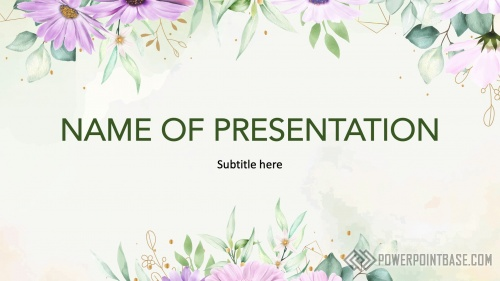 NAME OF PRESENTATION
Subtitle here
POWERPOINTBASE.COM